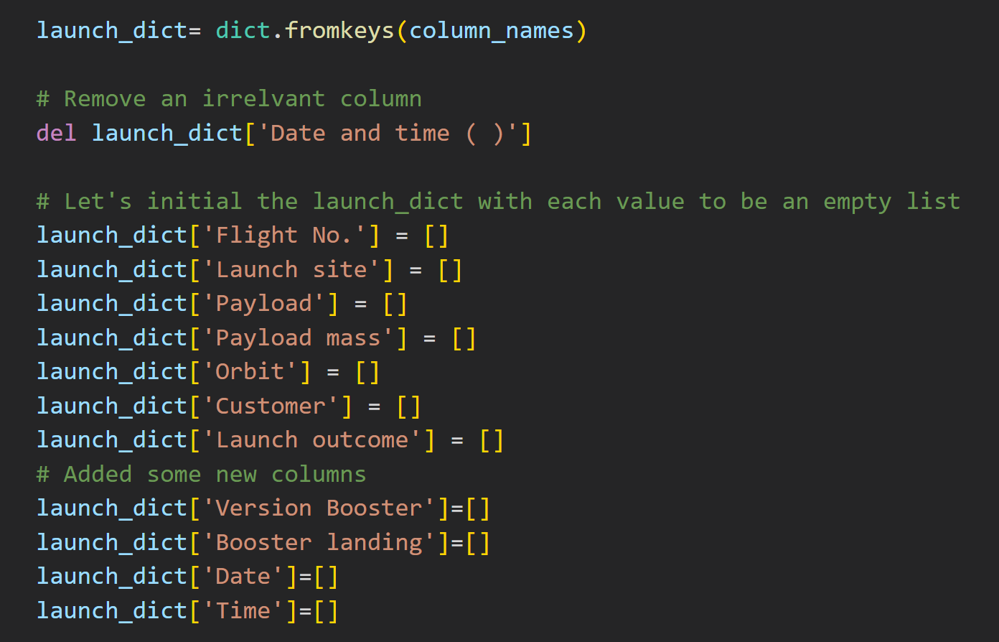 launch_dict= dict.fromkeys(column_names)
# Remove an irrelvant column
del launch_dict['Date and time ( )']
# Let's initial the launch_dict with each value to be an empty list
launch_dict['Flight No.'] = []
launch_dict['Launch site'] = []
launch_dict['Payload'] = []
launch_dict['Payload mass'] = []
launch_dict['Orbit'] = []
launch_dict['Customer'] = []
launch_dict['Launch outcome'] = []
# Added some new columns
launch_dict['Version Booster']=[]
launch_dict['Booster landing']=[]
launch_dict['Date']=[]
launch_dict['Time']=[]